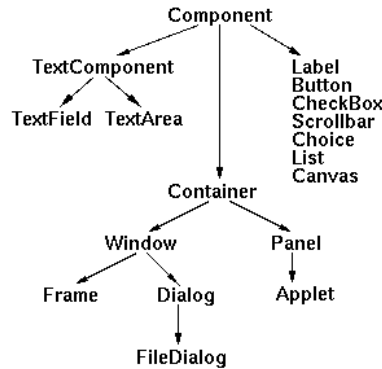 Component
TextComponent
TextField TextArea
Label
Button
CheckBox
Scrollbar
Choice
List
Canvas
Container
Window Panel
Frame Dialog Applet
FileDialog